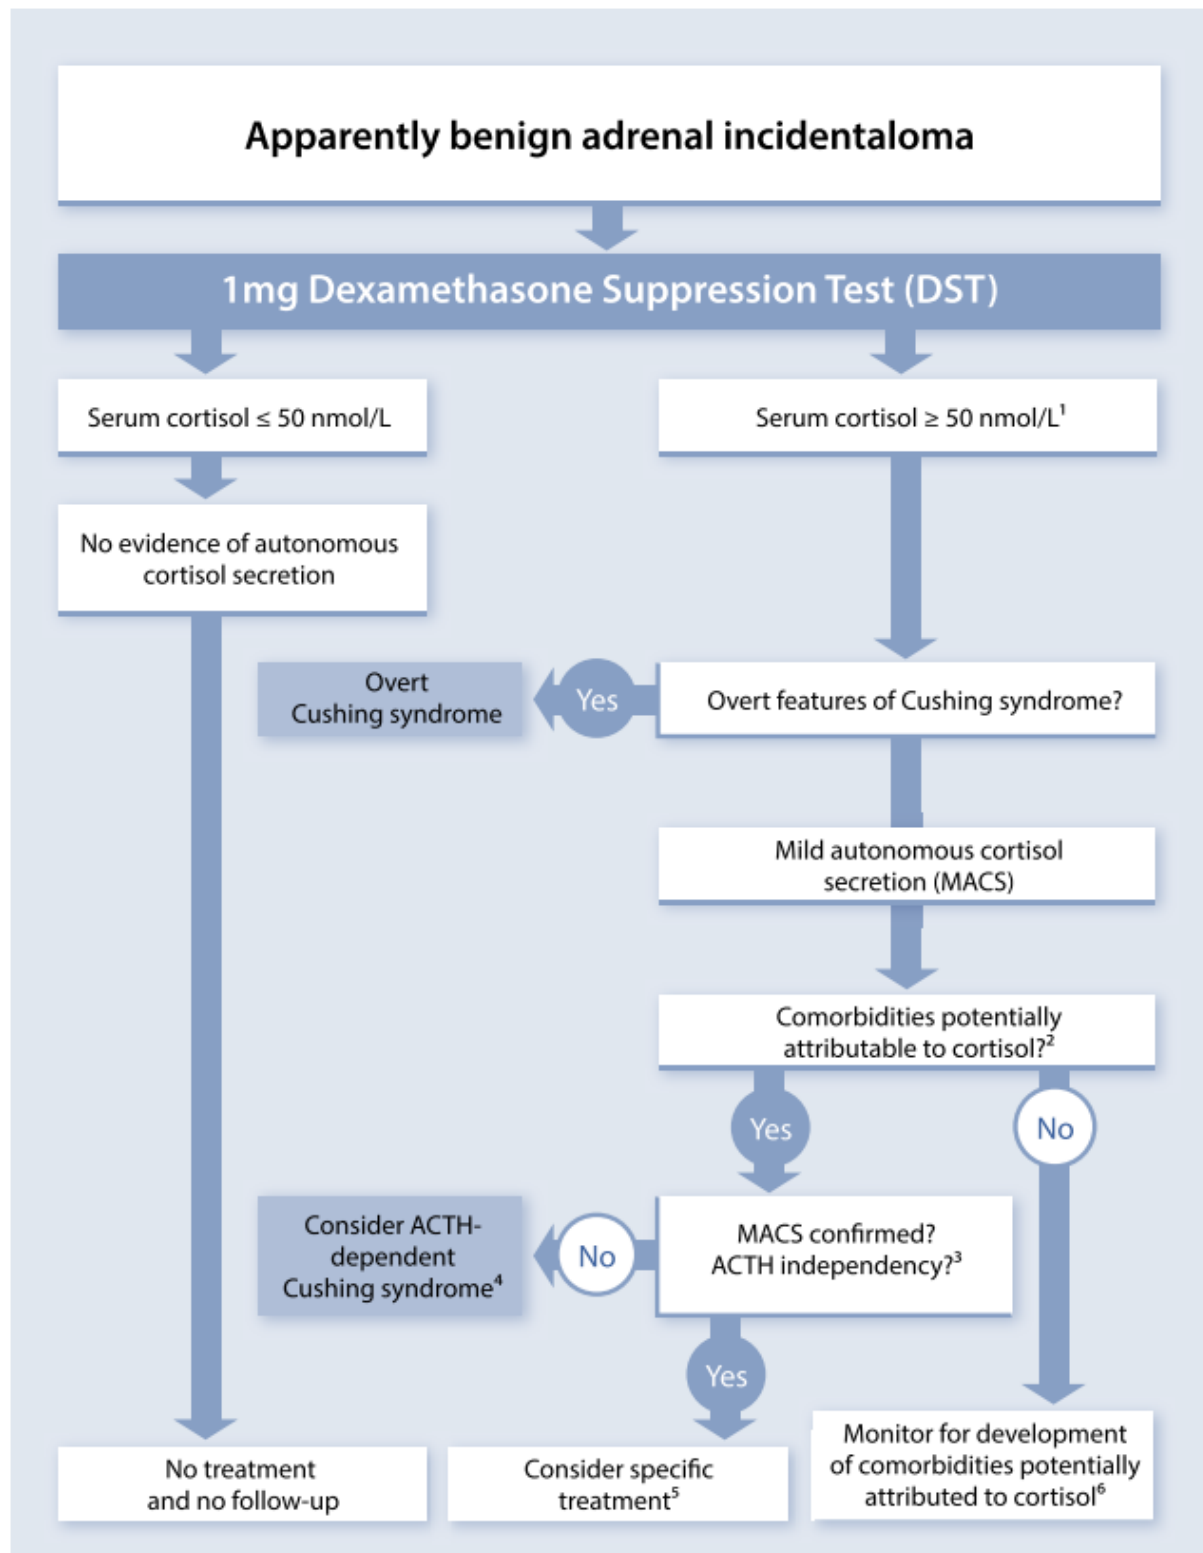 Apparently benign adrenal incidentaloma
1mg Dexamethasone Suppression Test (DST)
Serum cortisol ≤ 50 nmol/L
Serum cortisol ≥ 50 nmol/L¹
No evidence of autonomous
cortisol secretion
Overt
Cushing syndrome
Yes
Overt features of Cushing syndrome?
Mild autonomous cortisol
secretion (MACS)
Comorbidities potentially
attributable to cortisol?²
Yes
No
Consider ACTH-
dependent
Cushing syndrome⁴
No
MACS confirmed?
ACTH independency?³
Yes
No treatment
and no follow-up
Consider specific
treatment⁵
Monitor for development
of comorbidities potentially
attributed to cortisol⁶